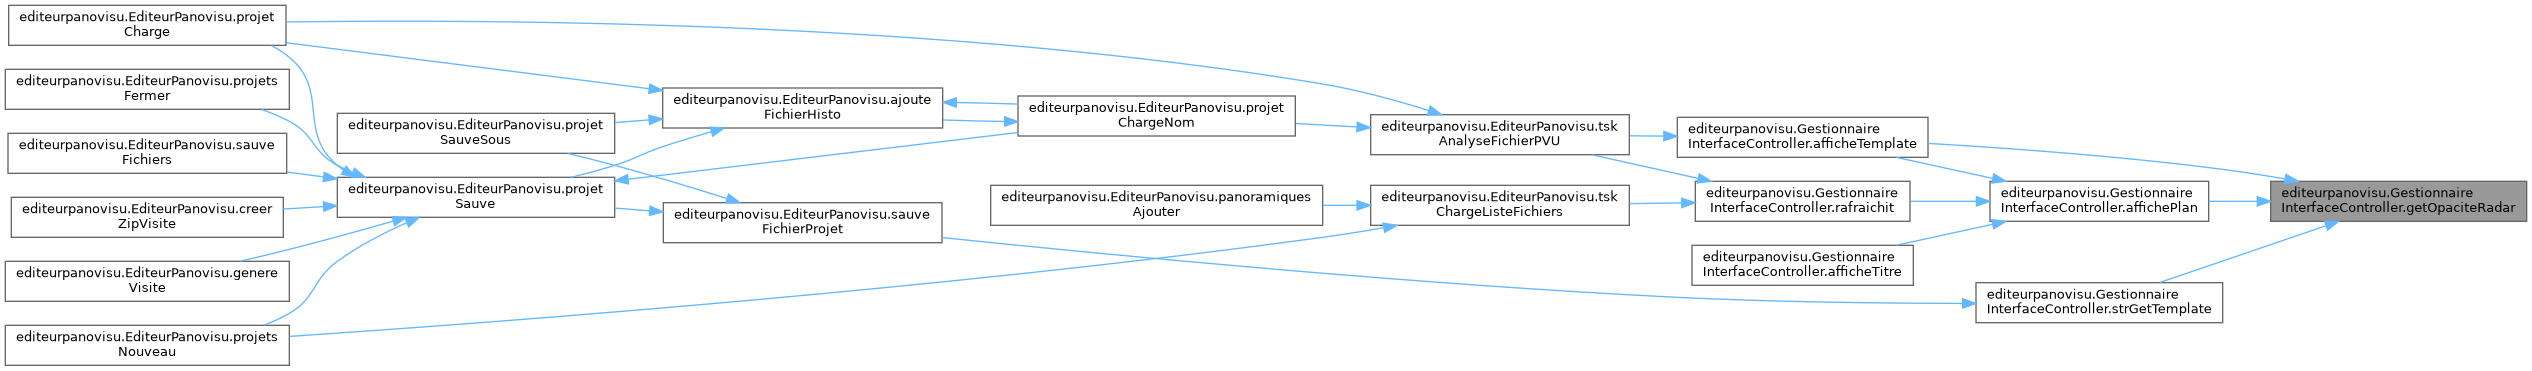 editeurpanovisu.EditeurPanovisu.projet
Charge
editeurpanovisu.EditeurPanovisu.projets
Fermer
editeurpanovisu.EditeurPanovisu.sauve
Fichiers
editeurpanovisu.EditeurPanovisu.creer
ZipVisite
editeurpanovisu.EditeurPanovisu.genere
Visite
editeurpanovisu.EditeurPanovisu.projets
Nouveau
editeurpanovisu.EditeurPanovisu.projet
SauveSous
editeurpanovisu.EditeurPanovisu.projet
Sauve
editeurpanovisu.EditeurPanovisu.ajoute
FichierHisto
editeurpanovisu.EditeurPanovisu.sauve
FichierProjet
editeurpanovisu.EditeurPanovisu.projet
ChargeNom
editeurpanovisu.EditeurPanovisu.panoramiques
Ajouter
editeurpanovisu.EditeurPanovisu.tsk
AnalyseFichierPVU
editeurpanovisu.EditeurPanovisu.tsk
ChargeListeFichiers
editeurpanovisu.Gestionnaire
InterfaceController.afficheTemplate
editeurpanovisu.Gestionnaire
InterfaceController.rafraichit
editeurpanovisu.Gestionnaire
InterfaceController.afficheTitre
editeurpanovisu.Gestionnaire
InterfaceController.affichePlan
editeurpanovisu.Gestionnaire
InterfaceController.strGetTemplate
editeurpanovisu.Gestionnaire
InterfaceController.getOpaciteRadar